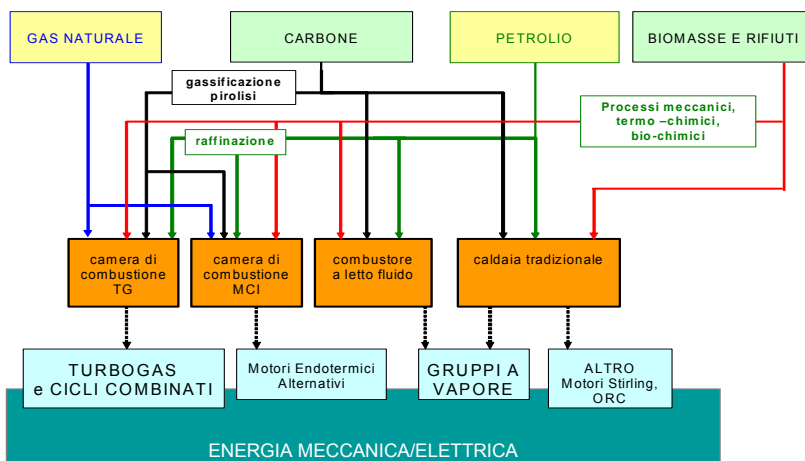 GAS NATURALE
CARBONE
PETROLIO
BIOMASSE E RIFIUTI
gassificazione
pirolisi
Processi meccanici,
termo –chimici,
bio-chimici
raffinazione
camera di
combustione
TG
camera di
combustione
MCI
combustore
a letto fluido
caldaia tradizionale
TURBOGAS
e CICLI COMBINATI
Motori Endotermici
Alternativi
GRUPPI A
VAPORE
ALTRO
Motori Stirling,
ORC
ENERGIA MECCANICA/ELETTRICA